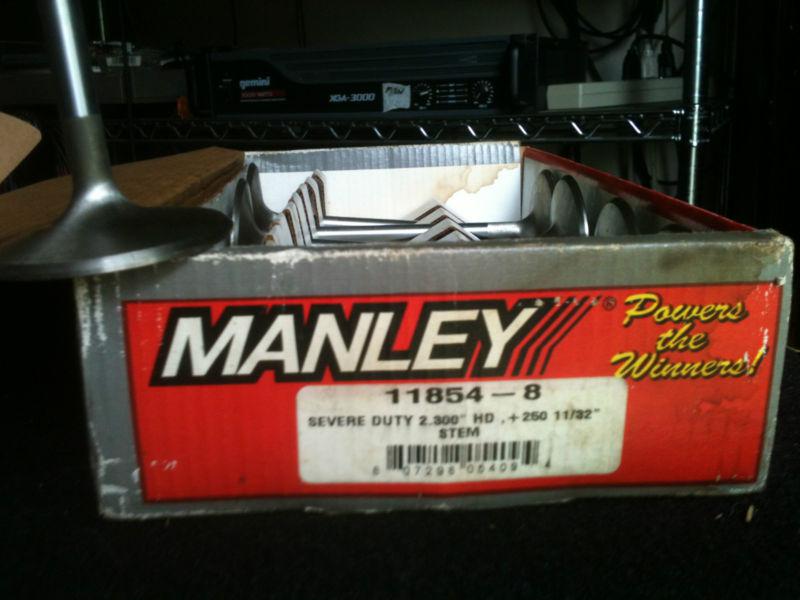 gemini
XGA-3000
MANLEY®
Powers
the
Winners!
11854-8
SEVERE DUTY 2.300" HD ,+250 11/32"
STEM